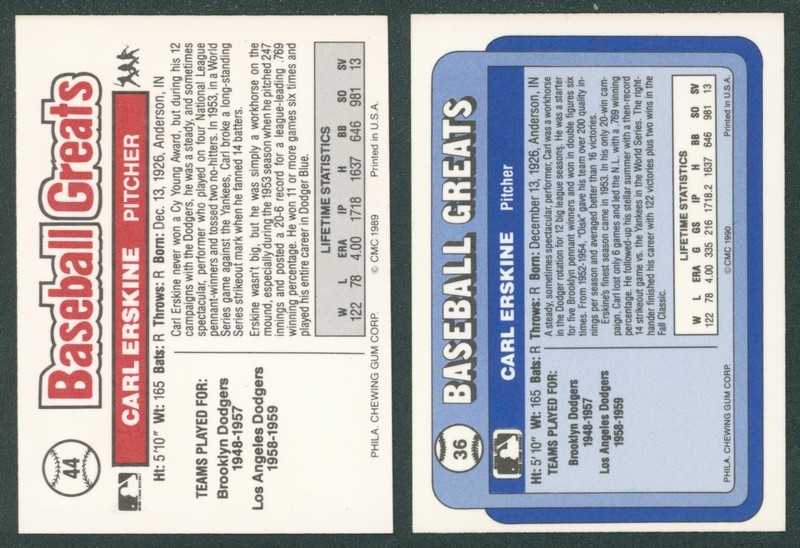 44
Baseball Greats
CARL ERSKINE PITCHER
Ht: 5'10" Wt: 165 Bats: R Throws: R Born: Dec. 13, 1926, Anderson, IN
TEAMS PLAYED FOR:
Brooklyn Dodgers
1948-1957
Los Angeles Dodgers
1958-1959
Carl Erskine never won a Cy Young Award, but during his 12
campaigns with the Dodgers, he was a steady, and sometimes
spectacular, performer who played on four National League
pennant-winners and tossed two no-hitters. In 1953, in a World
Series game against the Yankees, Carl broke a long-standing
Series strikeout mark when he fanned 14 batters.
Erskine wasn't big, but he was simply a workhorse on the
mound, especially during the 1953 season when he pitched 247
innings and posted a 20-6 record for a league-leading .769
winning percentage. He won 11 or more games six times and
played his entire career in Dodger Blue.
LIFETIME STATISTICS
W L ERA IP H BB SO SV
122 78 4.00 1718 1637 646 981 13
PHILA. CHEWING GUM CORP. © CMC 1989 Printed in U.S.A.
36
BASEBALL GREATS
CARL ERSKINE Pitcher
Ht: 5'10" Wt: 165 Bats: R Throws: R Born: December 13, 1926, Anderson, IN
TEAMS PLAYED FOR:
Brooklyn Dodgers
1948-1957
Los Angeles Dodgers
1958-1959
A steady, sometimes spectacular, performer, Carl was a workhorse
in the Dodger rotation for 12 big league seasons. He was a starter
for five Brooklyn pennant winners and won in double figures six
times. From 1952-1954, "Oisk" gave his team over 200 quality in-
nings per season and averaged better than 16 victories.
Erskine's finest season came in 1953. In his only 20-win cam-
paign, Carl lost only 6 games and led the N.L. with a .769 winning
percentage. He followed-up his stellar summer with a then-record
14 strikeout game vs. the Yankees in the World Series. The right-
hander finished his career with 122 victories plus two wins in the
Fall Classic.
LIFETIME STATISTICS
W L ERA G GS IP H BB SO SV
122 78 4.00 335 216 1718.2 1637 646 981 13
PHILA. CHEWING GUM CORP. © CMC 1990 Printed in U.S.A.